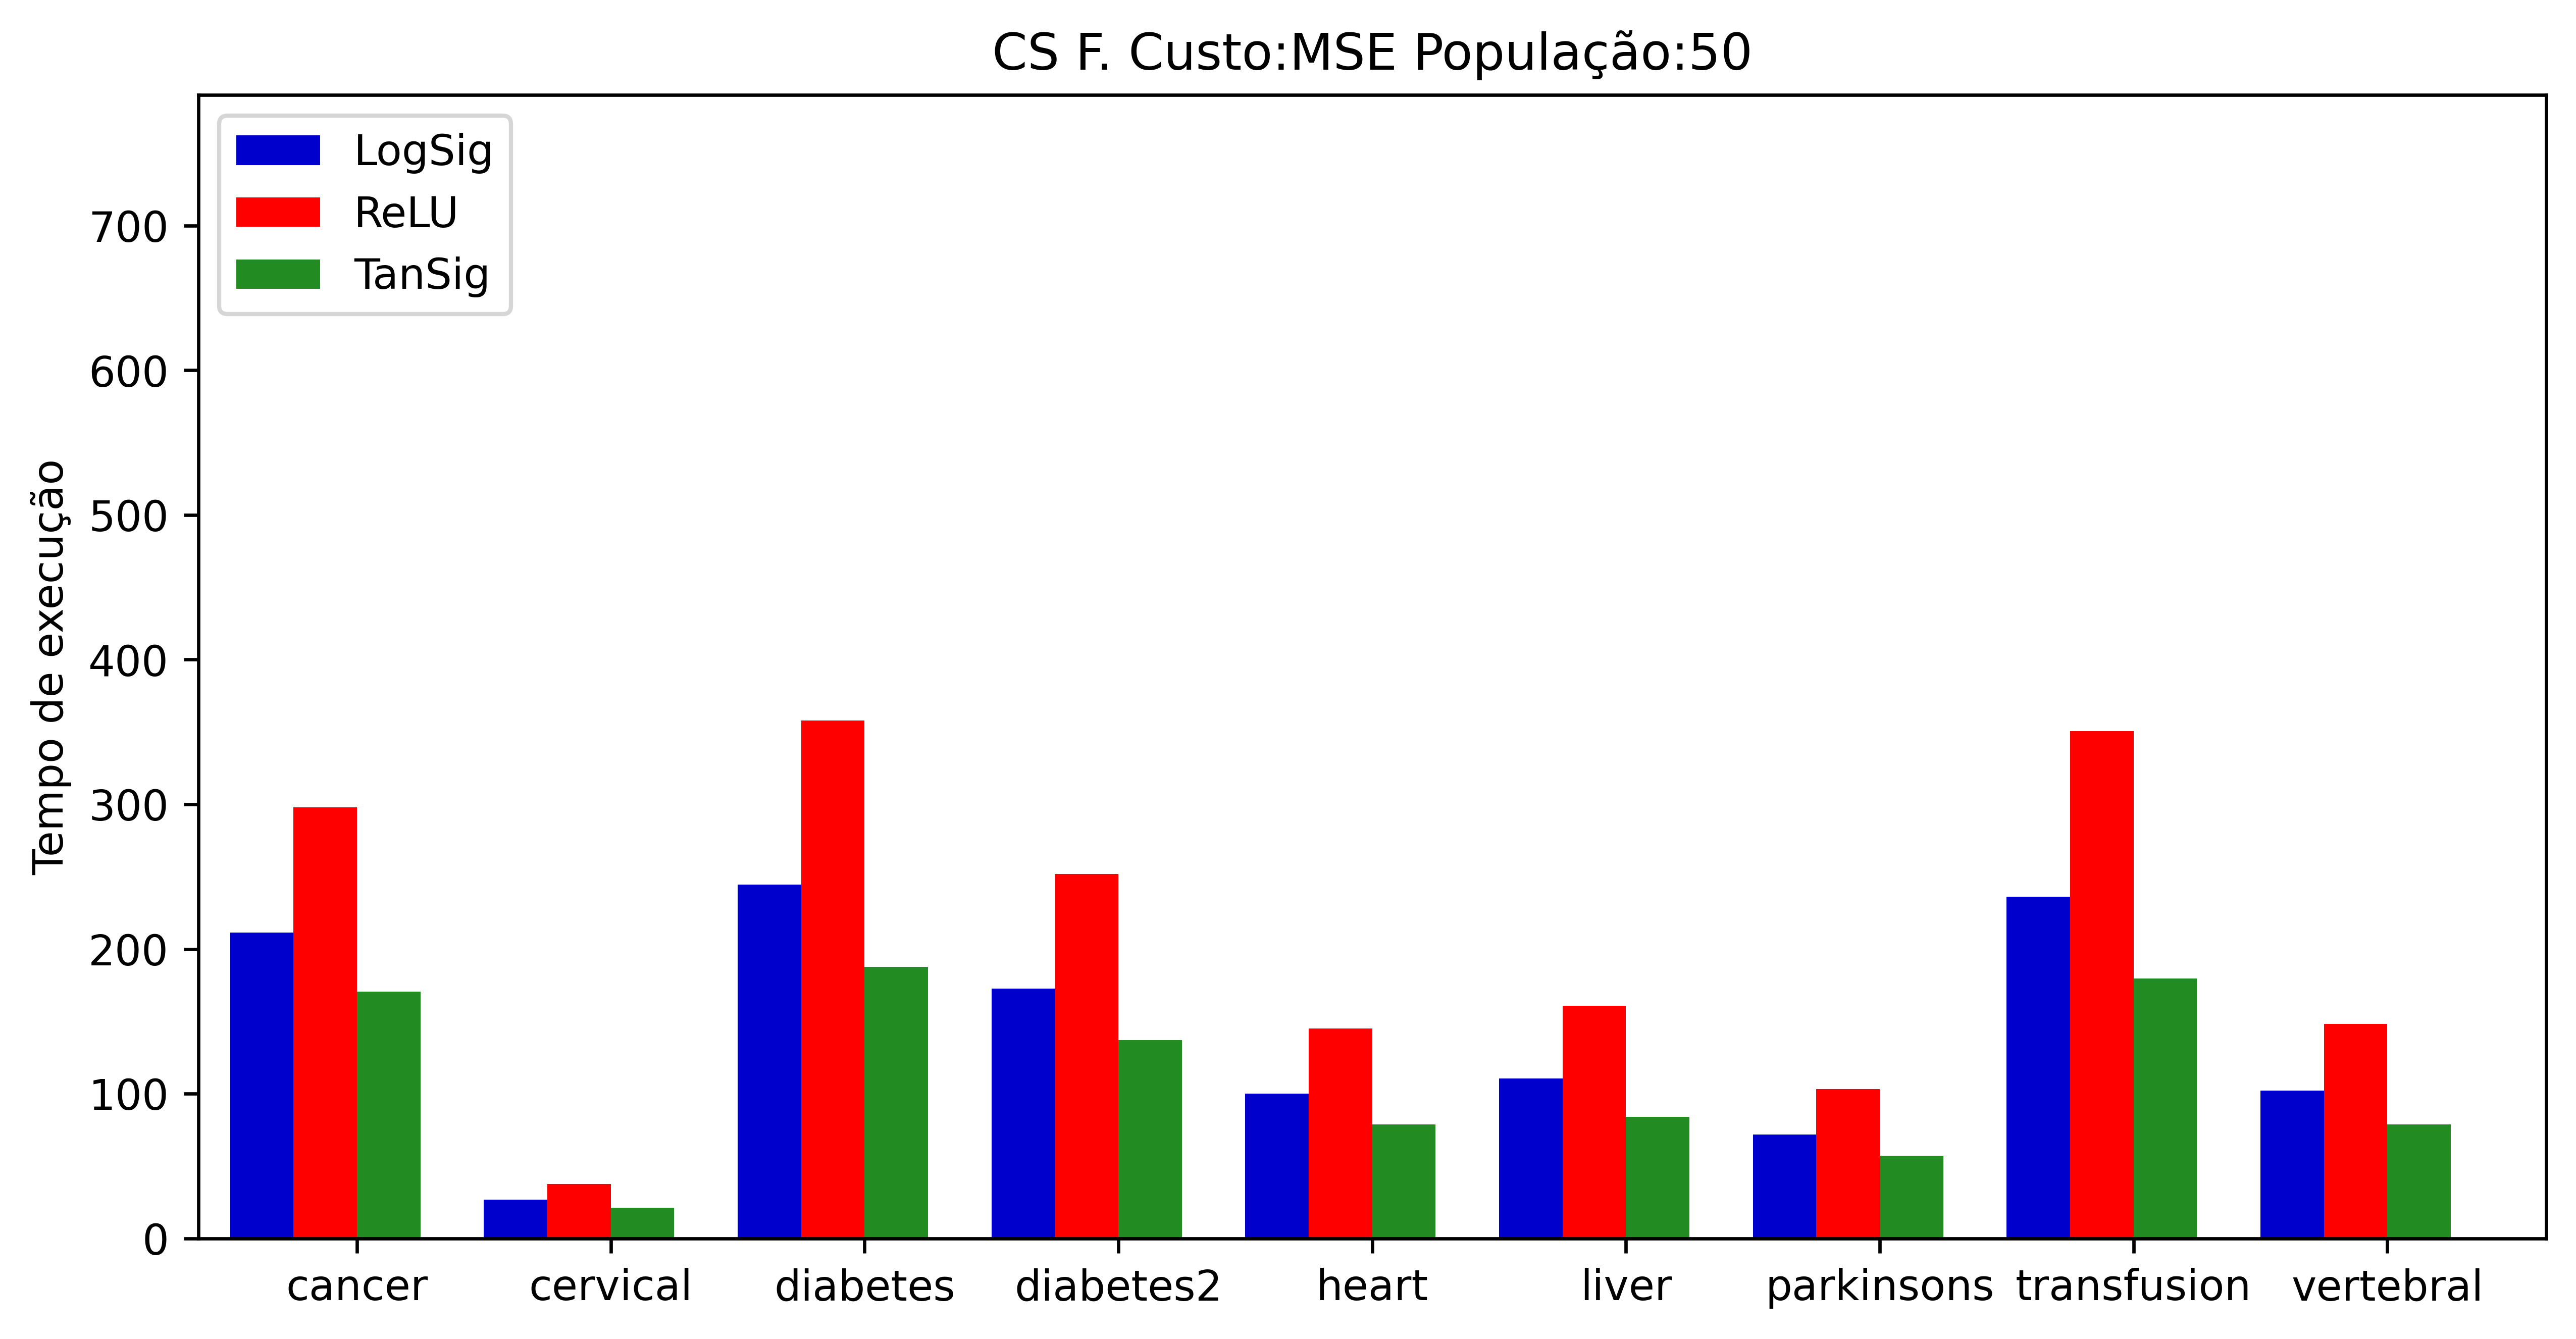 CS F. Custo:MSE População:50
LogSig
ReLU
TanSig
Tempo de execução
700
600
500
400
300
200
100
0
cancer cervical diabetes diabetes2 heart liver parkinsons transfusion vertebral